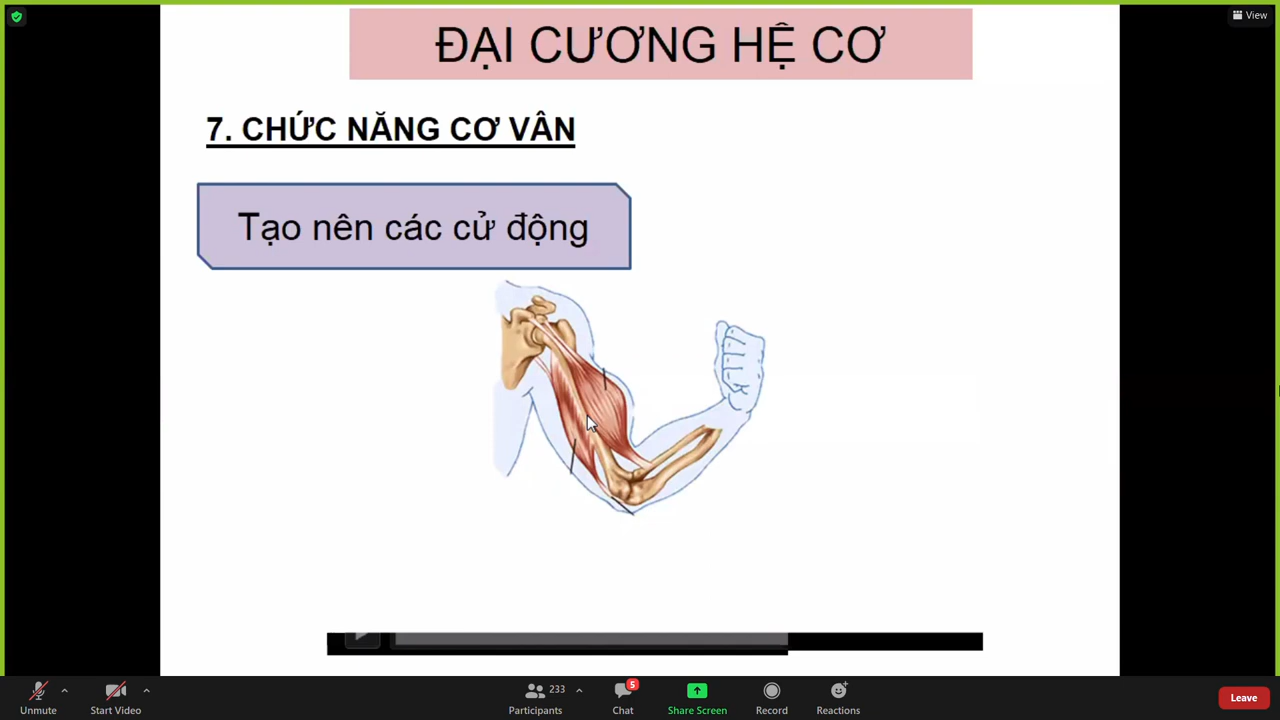 View
ĐẠI CƯƠNG HỆ CƠ
7. CHỨC NĂNG CƠ VÂN
Tạo nên các cử động
233
5
Unmute
Start Video
Participants
Chat
Share Screen
Record
Reactions
Leave